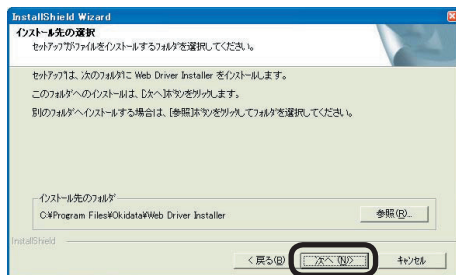 InstallShield Wizard
インストール先の選択
セットアップがファイルをインストールするフォルダを選択してください。
セットアップは、次のフォルダに Web Driver Installer をインストールします。
このフォルダへのインストールは、[次へ]ボタンをクリックします。
別のフォルダへインストールする場合は、[参照]ボタンをクリックしてフォルダを選択してください。
インストール先のフォルダ
C:¥Program Files¥Okidata¥Web Driver Installer
参照(R)...
InstallShield
< 戻る(B)
次へ (N)>
キャンセル